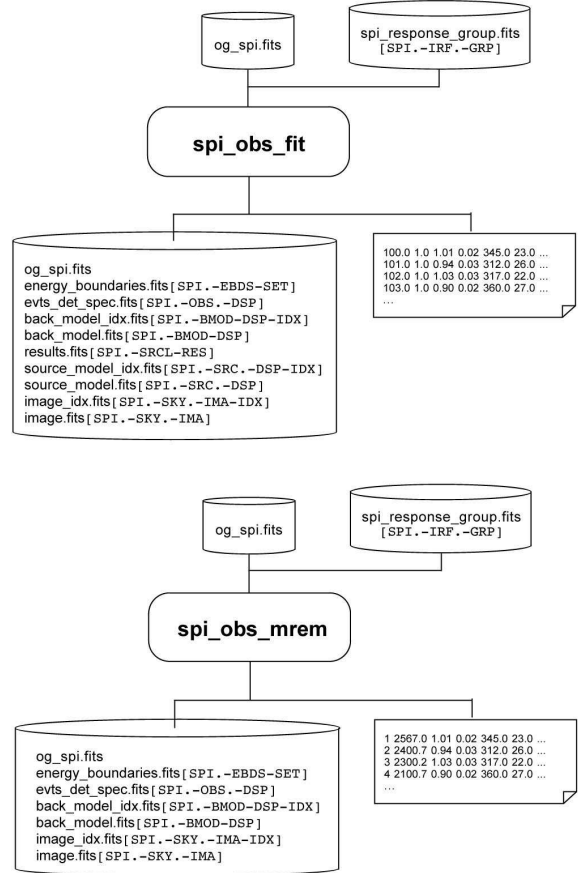 og_spi.fits
spi_response_group.fits
[SPI.-IRF.-GRP]
spi_obs_fit
og_spi.fits
energy_boundaries.fits[SPI.-EBDS-SET]
evts_det_spec.fits[SPI.-OBS.-DSP]
back_model_idx.fits[SPI.-BMOD-DSP-IDX]
back_model.fits[SPI.-BMOD-DSP]
results.fits[SPI.-SRCL-RES]
source_model_idx.fits[SPI.-SRC.-DSP-IDX]
source_model.fits[SPI.-SRC.-DSP]
image_idx.fits[SPI.-SKY.-IMA-IDX]
image.fits[SPI.-SKY.-IMA]
100.0 1.0 1.01 0.02 345.0 23.0 ...
101.0 1.0 0.94 0.03 312.0 26.0 ...
102.0 1.0 1.03 0.03 317.0 22.0 ...
103.0 1.0 0.90 0.02 360.0 27.0 ...
...
og_spi.fits
spi_response_group.fits
[SPI.-IRF.-GRP]
spi_obs_mrem
og_spi.fits
energy_boundaries.fits[SPI.-EBDS-SET]
evts_det_spec.fits[SPI.-OBS.-DSP]
back_model_idx.fits[SPI.-BMOD-DSP-IDX]
back_model.fits[SPI.-BMOD-DSP]
image_idx.fits[SPI.-SKY.-IMA-IDX]
image.fits[SPI.-SKY.-IMA]
1 2567.0 1.01 0.02 345.0 23.0 ...
2 2400.7 0.94 0.03 312.0 26.0 ...
3 2300.2 1.03 0.03 317.0 22.0 ...
4 2100.7 0.90 0.02 360.0 27.0 ...
...